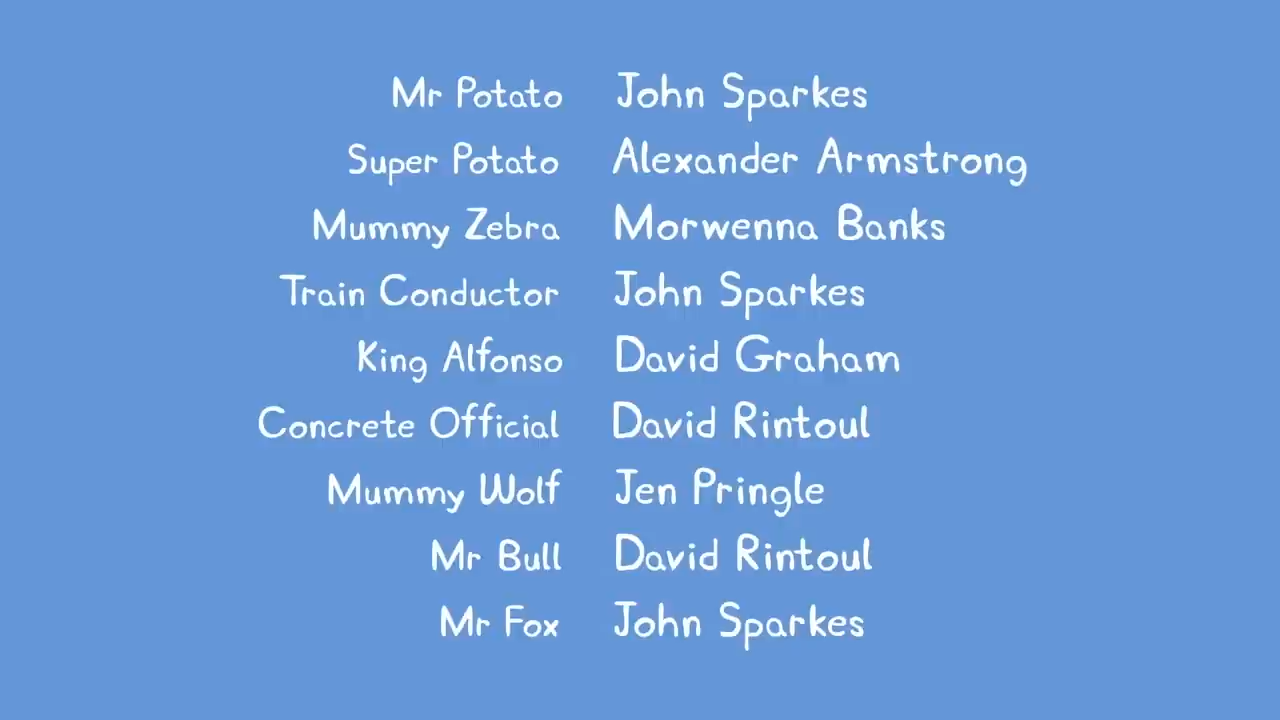 Mr Potato John Sparkes
Super Potato Alexander Armstrong
Mummy Zebra Morwenna Banks
Train Conductor John Sparkes
King Alfonso David Graham
Concrete Official David Rintoul
Mummy Wolf Jen Pringle
Mr Bull David Rintoul
Mr Fox John Sparkes